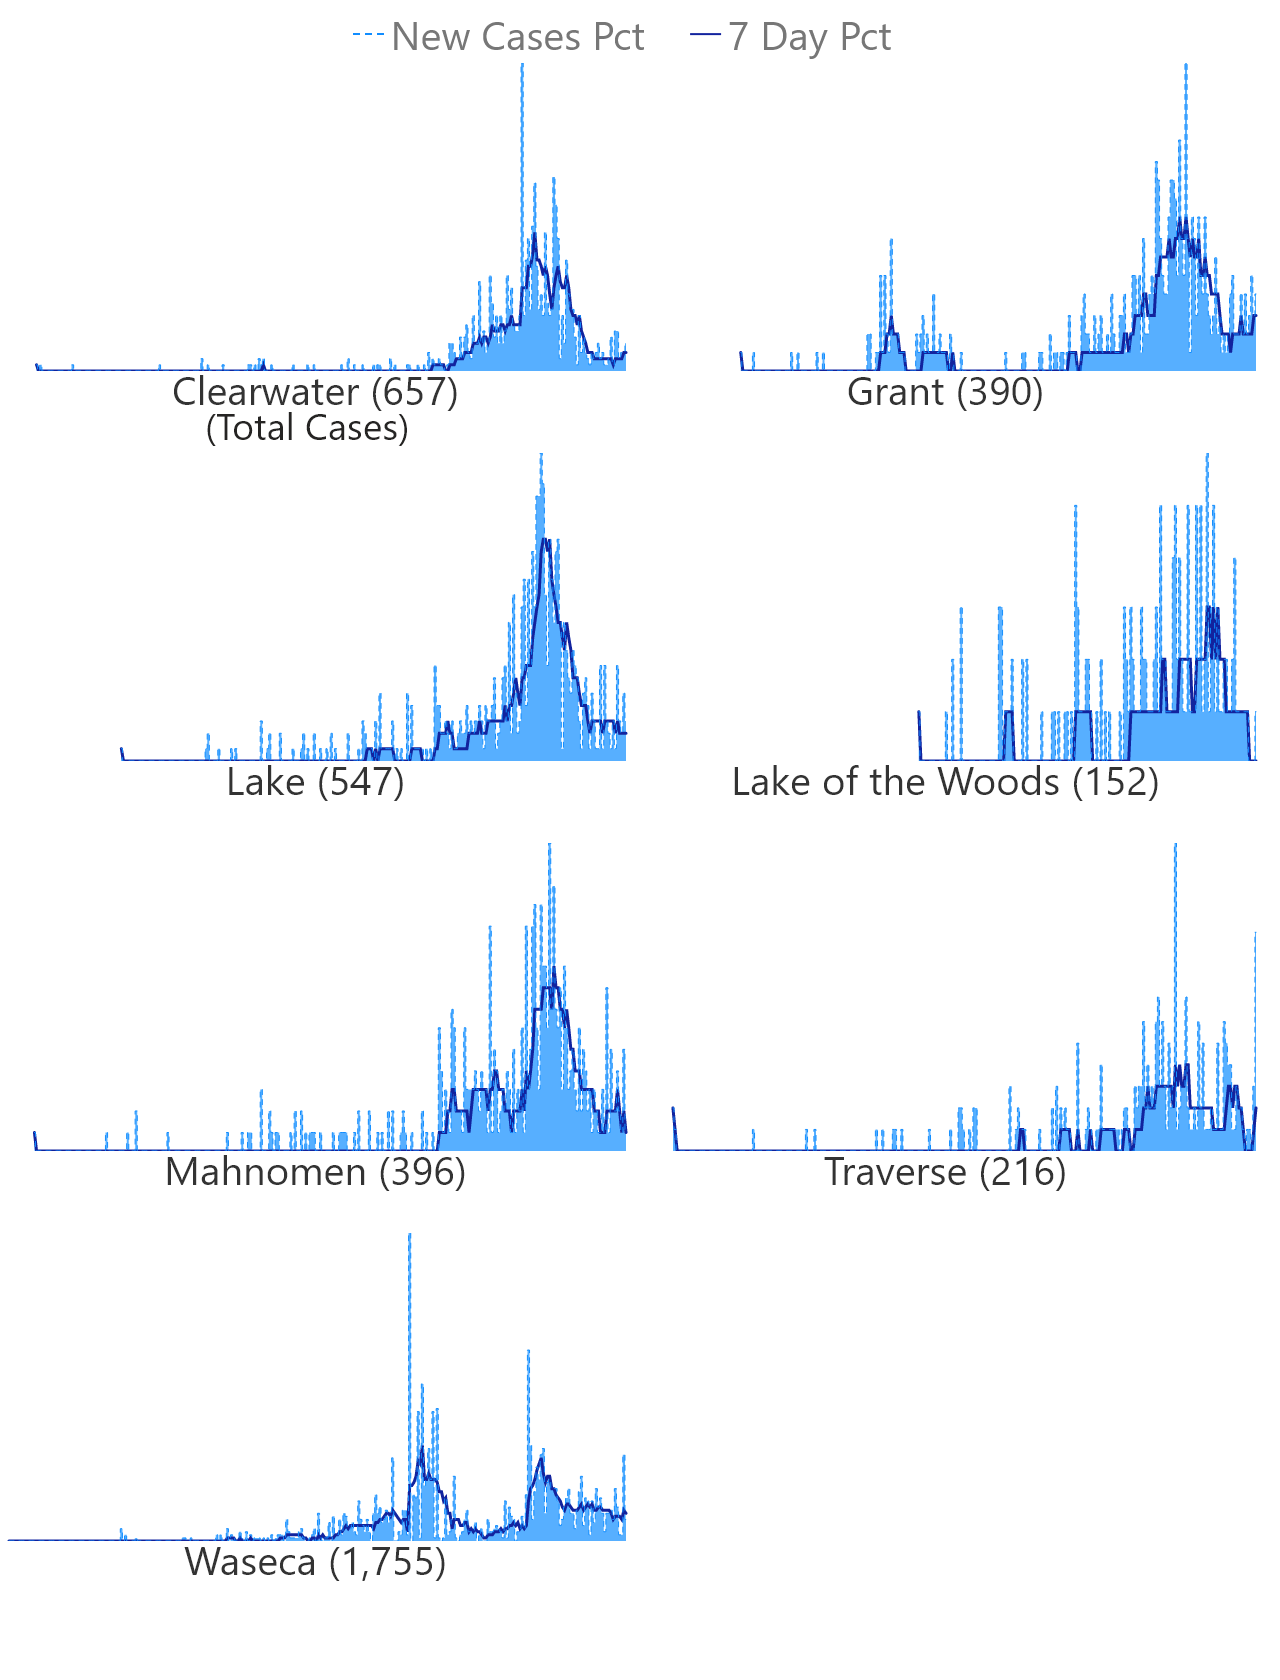 New Cases Pct 7 Day Pct
Clearwater (657)
(Total Cases)
Grant (390)
Lake (547)
Lake of the Woods (152)
Mahnomen (396)
Traverse (216)
Waseca (1,755)